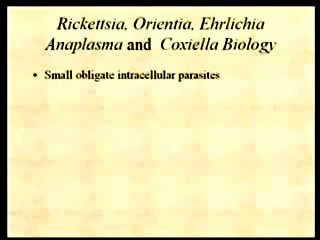 Rickettsia, Orientia, Ehrlichia
Anaplasma and Coxiella Biology
• Small obligate intracellular parasites